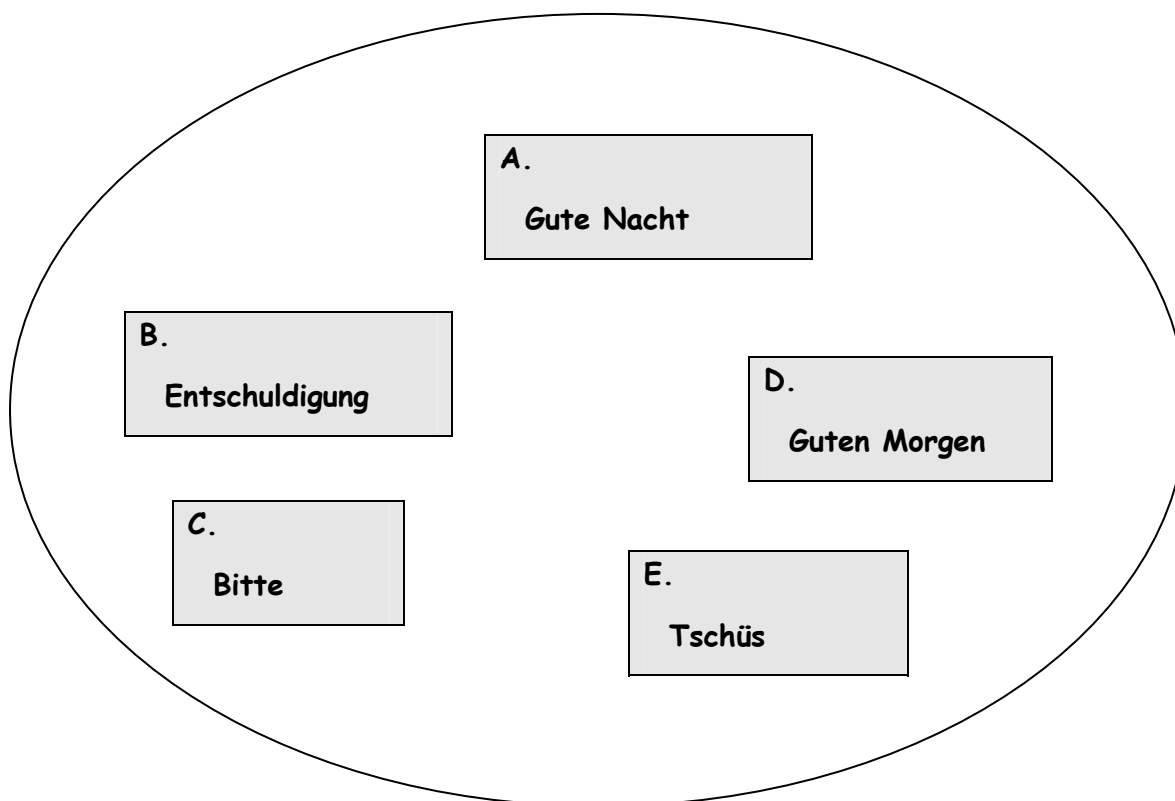 A.
Gute Nacht
B.
Entschuldigung
C.
Bitte
D.
Guten Morgen
E.
Tschüs